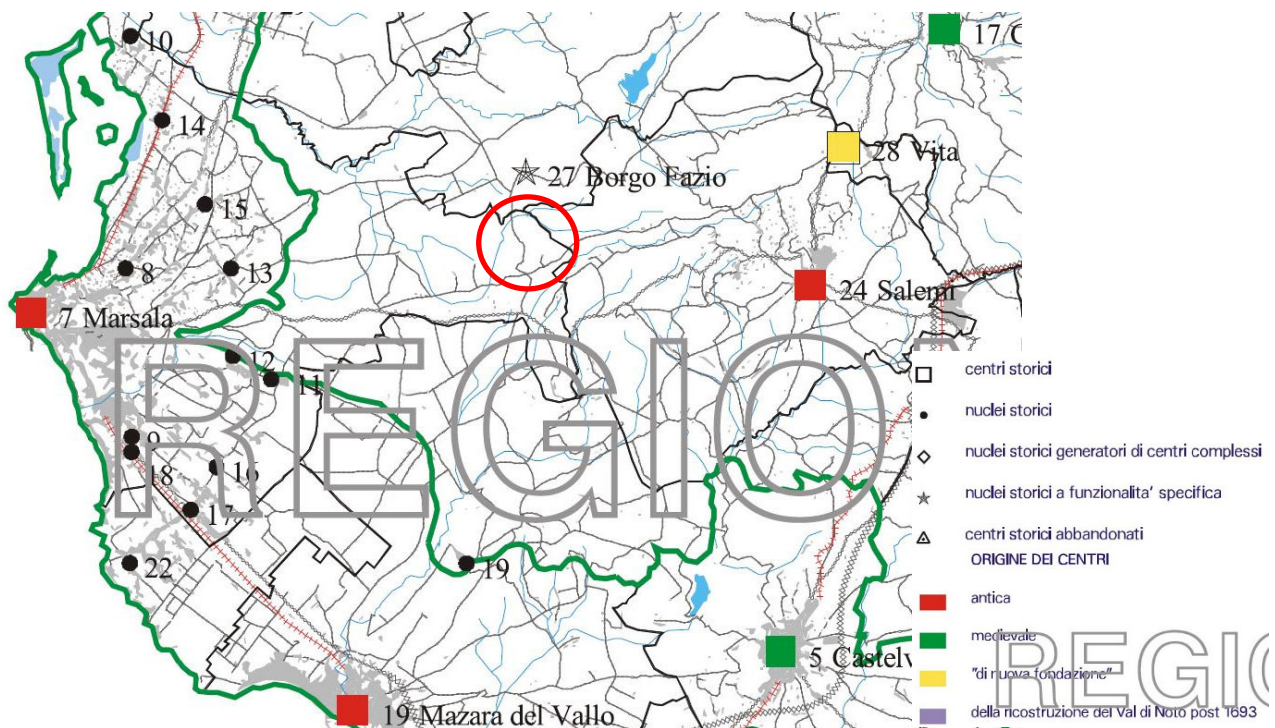 10
17 C
14
28 Vita
27 Borgo Fazio
15
8
13
24 Salemi
7 Marsala
12
11
REGIO
centri storici
nuclei storici
9
nuclei storici generatori di centri complessi
16
18
nuclei storici a funzionalita' specifica
17
centri storici abbandonati
ORIGINE DEI CENTRI
22
19
antica
medievale
5 Castelv
REGIO
"di nuova fondazione"
19 Mazara del Vallo
della ricostruzione del Val di Noto post 1693